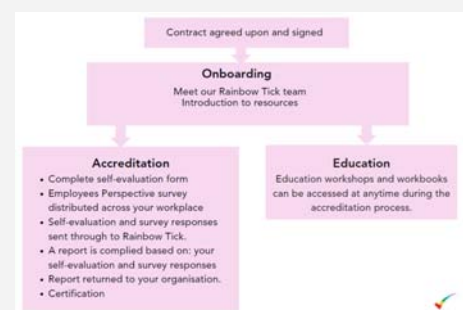 Contract agreed upon and signed
Onboarding
Meet our Rainbow Tick team
Introduction to resources
Accreditation
• Complete self-evaluation form
• Employees Perspective survey
distributed across your workplace
• Self-evaluation and survey responses
sent through to Rainbow Tick.
• A report is complied based on: your
self-evaluation and survey responses
• Report returned to your organisation.
• Certification
Education
Education workshops and workbooks
can be accessed at anytime during the
accreditation process.